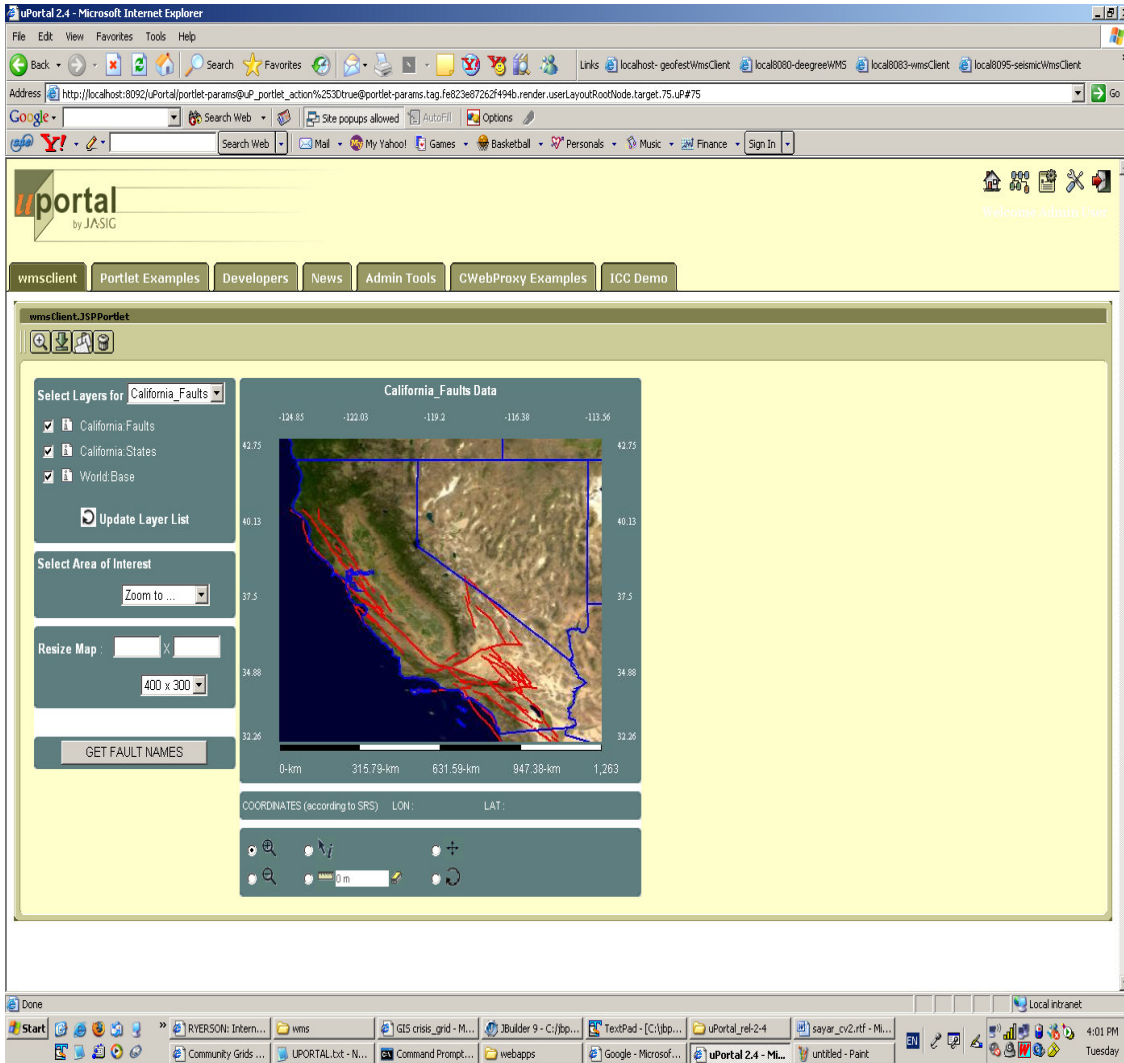 uPortal 2.4 - Microsoft Internet Explorer
File Edit View Favorites Tools Help
Back Search Favorites Links localhost- geofestWmsClient local8080-deegreeWMS local8083-wmsClient local8095-seismicWmsClient
Address http://localhost:8092/uPortal/portlet-params@uP_portlet_action%253Dtrue@portlet-params.tag.fe823e87262f494b.render.userLayoutRootNode.target.75.uP#75 Go
Google Search Web Site popups allowed AutoFill Options
Y! Search Web Mail My Yahoo! Games Basketball Personals Music Finance Sign In
uportal
by JASIG
wmsclient Portlet Examples Developers News Admin Tools CWebProxy Examples ICC Demo
wmsClient.JSPPortlet
Select Layers for California_Faults
California:Faults
California:States
World:Base
Update Layer List
Select Area of Interest
Zoom to ...
Resize Map : X
400 x 300
GET FAULT NAMES
California_Faults Data
-124.85 -122.03 -119.2 -116.38 -113.56
42.75 42.75
40.13 40.13
37.5 37.5
34.88 34.88
32.26 32.26
0-km 315.79-km 631.59-km 947.38-km 1,263
COORDINATES (according to SRS) LON : LAT :
0 m
Done Local intranet
Start RYERSON: Intern... wms GIS crisis_grid - M... JBuilder 9 - C:/jbp... TextPad - [C:\jbp... uPortal_rel-2-4 sayar_cv2.rtf - Mi... EN 4:01 PM
Community Grids ... UPORTAL.txt - N... Command Prompt... webapps Google - Microsof... uPortal 2.4 - Mi... untitled - Paint Tuesday